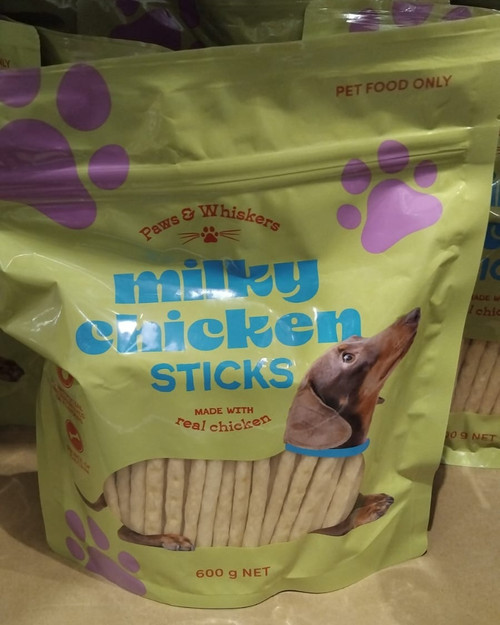 PET FOOD ONLY
Paws & Whiskers
milky
chicken
STICKS
MADE WITH
real chicken
600 g NET